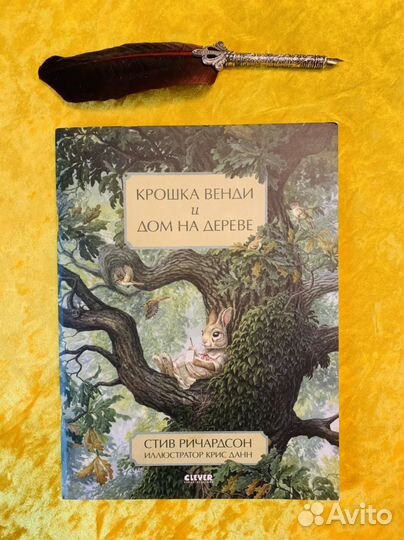 КРОШКА ВЕНДИ
и
ДОМ НА ДЕРЕВЕ
СТИВ РИЧАРДСОН
ИЛЛЮСТРАТОР КРИС ДАНН
CLEVER
Avito